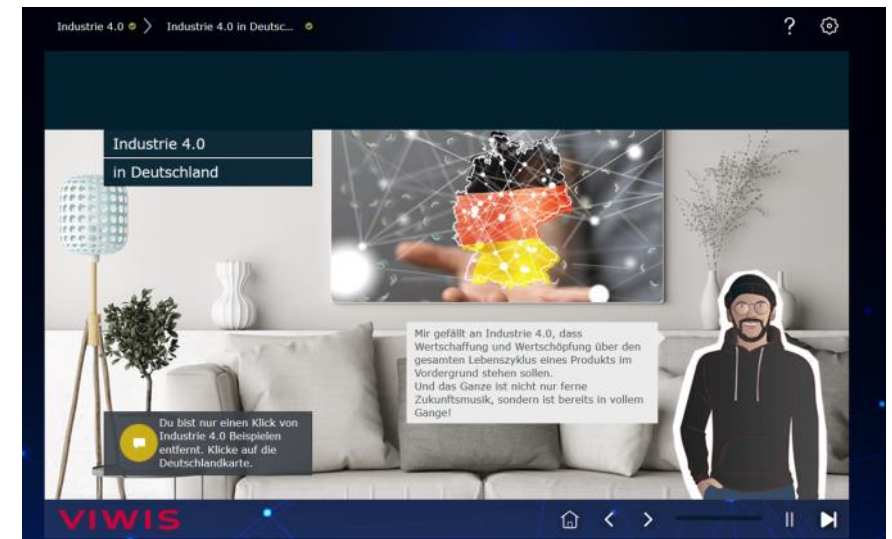 Industrie 4.0 > Industrie 4.0 in Deutsc... ?
Industrie 4.0
in Deutschland
Mir gefällt an Industrie 4.0, dass
Wertschaffung und Wertschöpfung über den
gesamten Lebenszyklus eines Produkts im
Vordergrund stehen sollen.
Und das Ganze ist nicht nur ferne
Zukunftsmusik, sondern ist bereits in vollem
Gange!
Du bist nur einen Klick von
Industrie 4.0 Beispielen
entfernt. Klicke auf die
Deutschlandkarte.
VIWIS